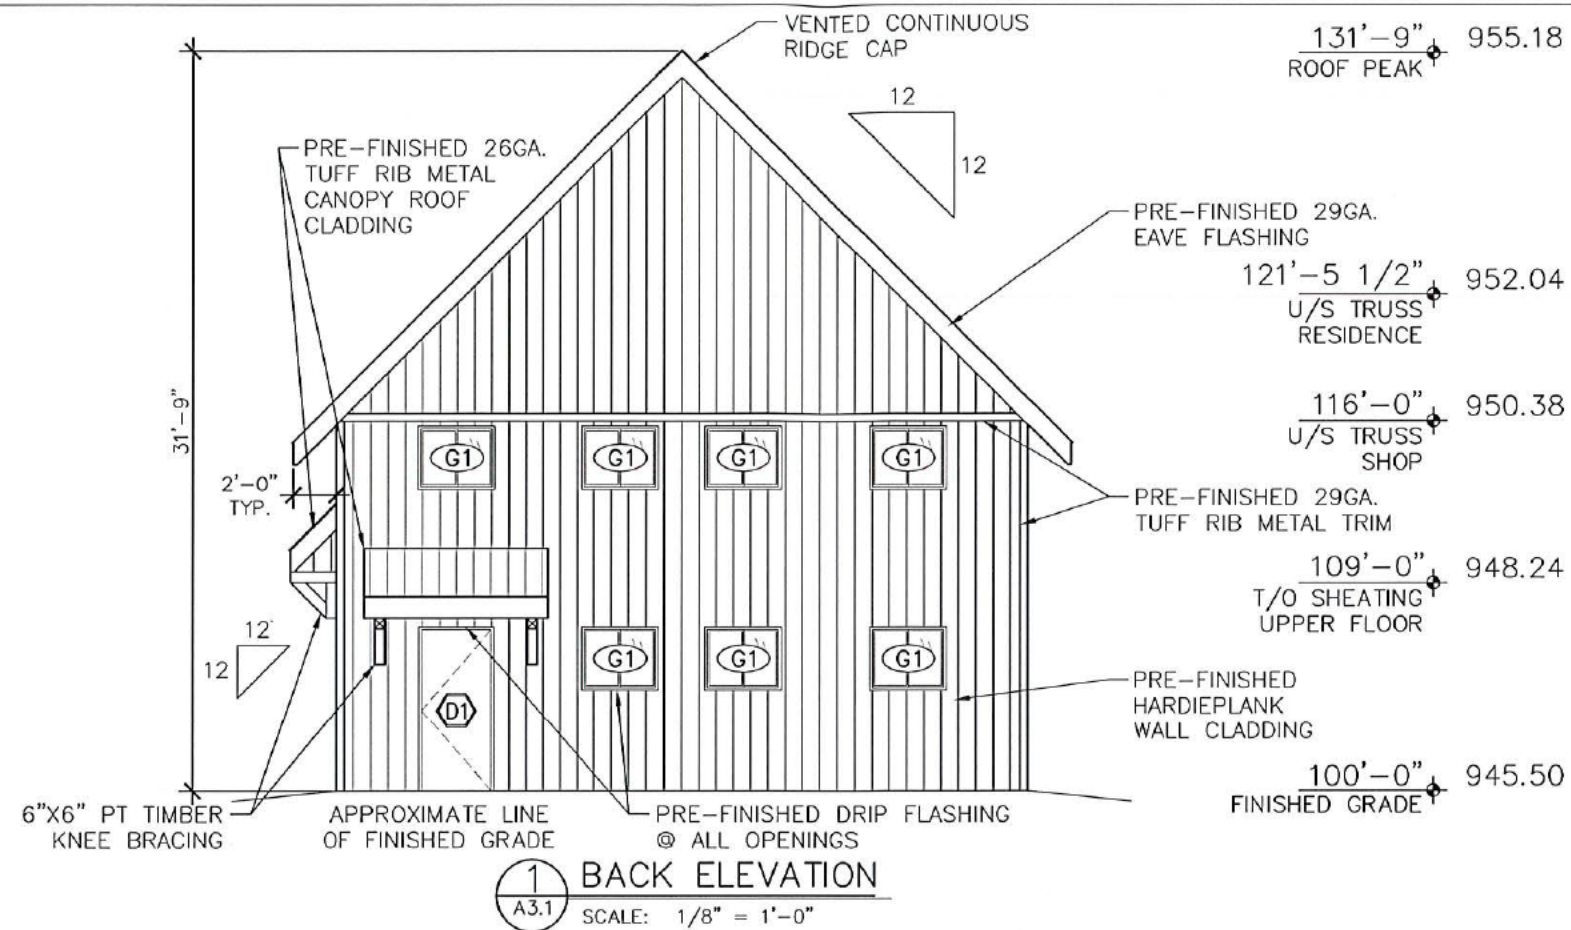 VENTED CONTINUOUS
RIDGE CAP
131'-9" 955.18
ROOF PEAK
12
12
PRE-FINISHED 26GA.
TUFF RIB METAL
CANOPY ROOF
CLADDING
PRE-FINISHED 29GA.
EAVE FLASHING
121'-5 1/2" 952.04
U/S TRUSS
RESIDENCE
31'-9"
116'-0" 950.38
U/S TRUSS
SHOP
G1 G1 G1 G1
2'-0"
TYP.
PRE-FINISHED 29GA.
TUFF RIB METAL TRIM
109'-0" 948.24
T/O SHEATING
UPPER FLOOR
12
12
G1 G1 G1
D1
PRE-FINISHED
HARDIEPLANK
WALL CLADDING
100'-0" 945.50
FINISHED GRADE
6"X6" PT TIMBER
KNEE BRACING
APPROXIMATE LINE
OF FINISHED GRADE
PRE-FINISHED DRIP FLASHING
@ ALL OPENINGS
1
A3.1
BACK ELEVATION
SCALE: 1/8" = 1'-0"